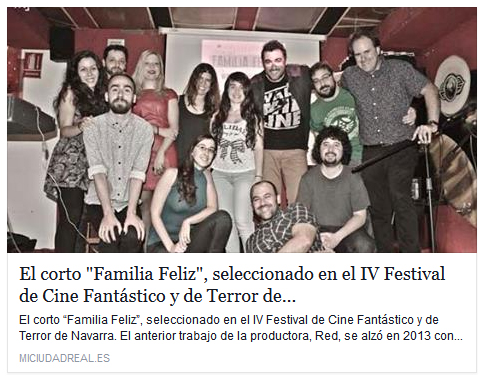 FAMILIA FELIZ
El corto "Familia Feliz", seleccionado en el IV Festival
de Cine Fantástico y de Terror de...
El corto “Familia Feliz”, seleccionado en el IV Festival de Cine Fantástico y de
Terror de Navarra. El anterior trabajo de la productora, Red, se alzó en 2013 con...
MICIUDADREAL.ES